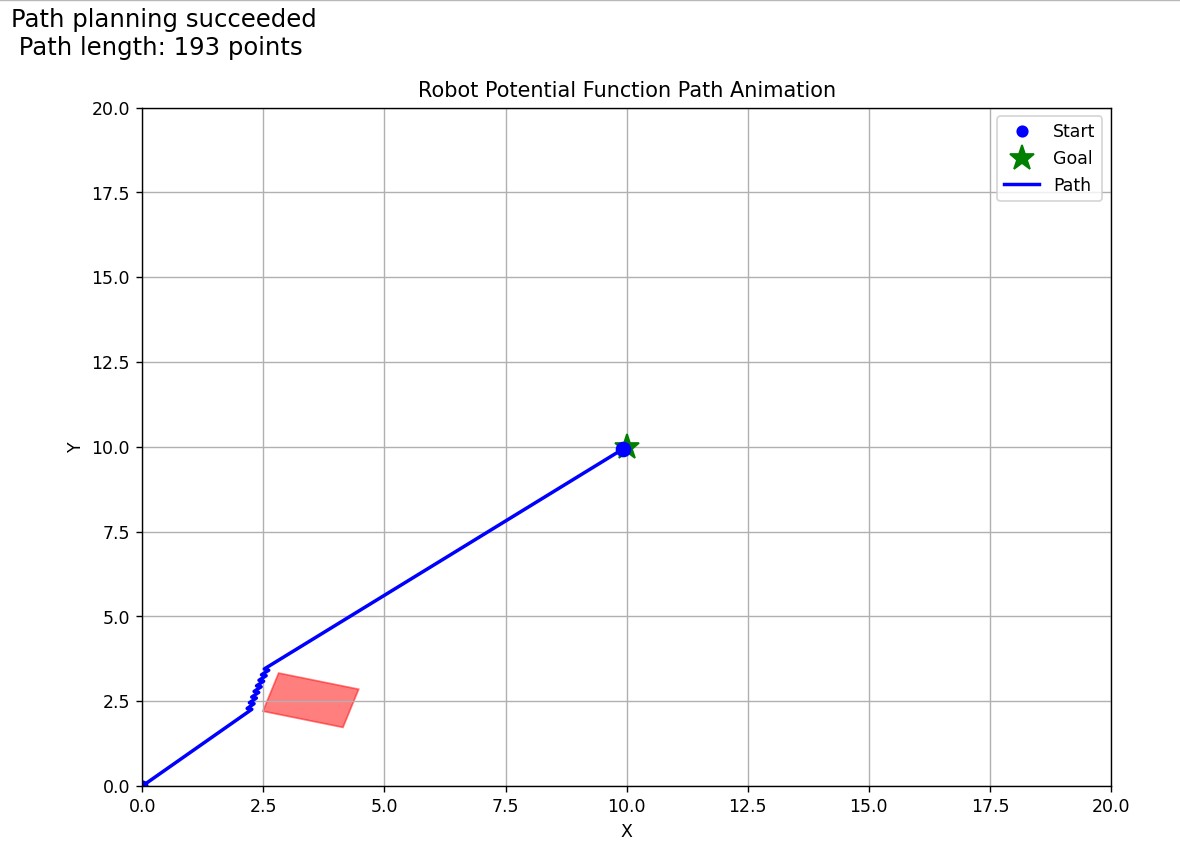 Path planning succeeded
Path length: 193 points
Robot Potential Function Path Animation
20.0
17.5
15.0
12.5
10.0
7.5
5.0
2.5
0.0
Y
Start
Goal
Path
0.0 2.5 5.0 7.5 10.0 12.5 15.0 17.5 20.0
X